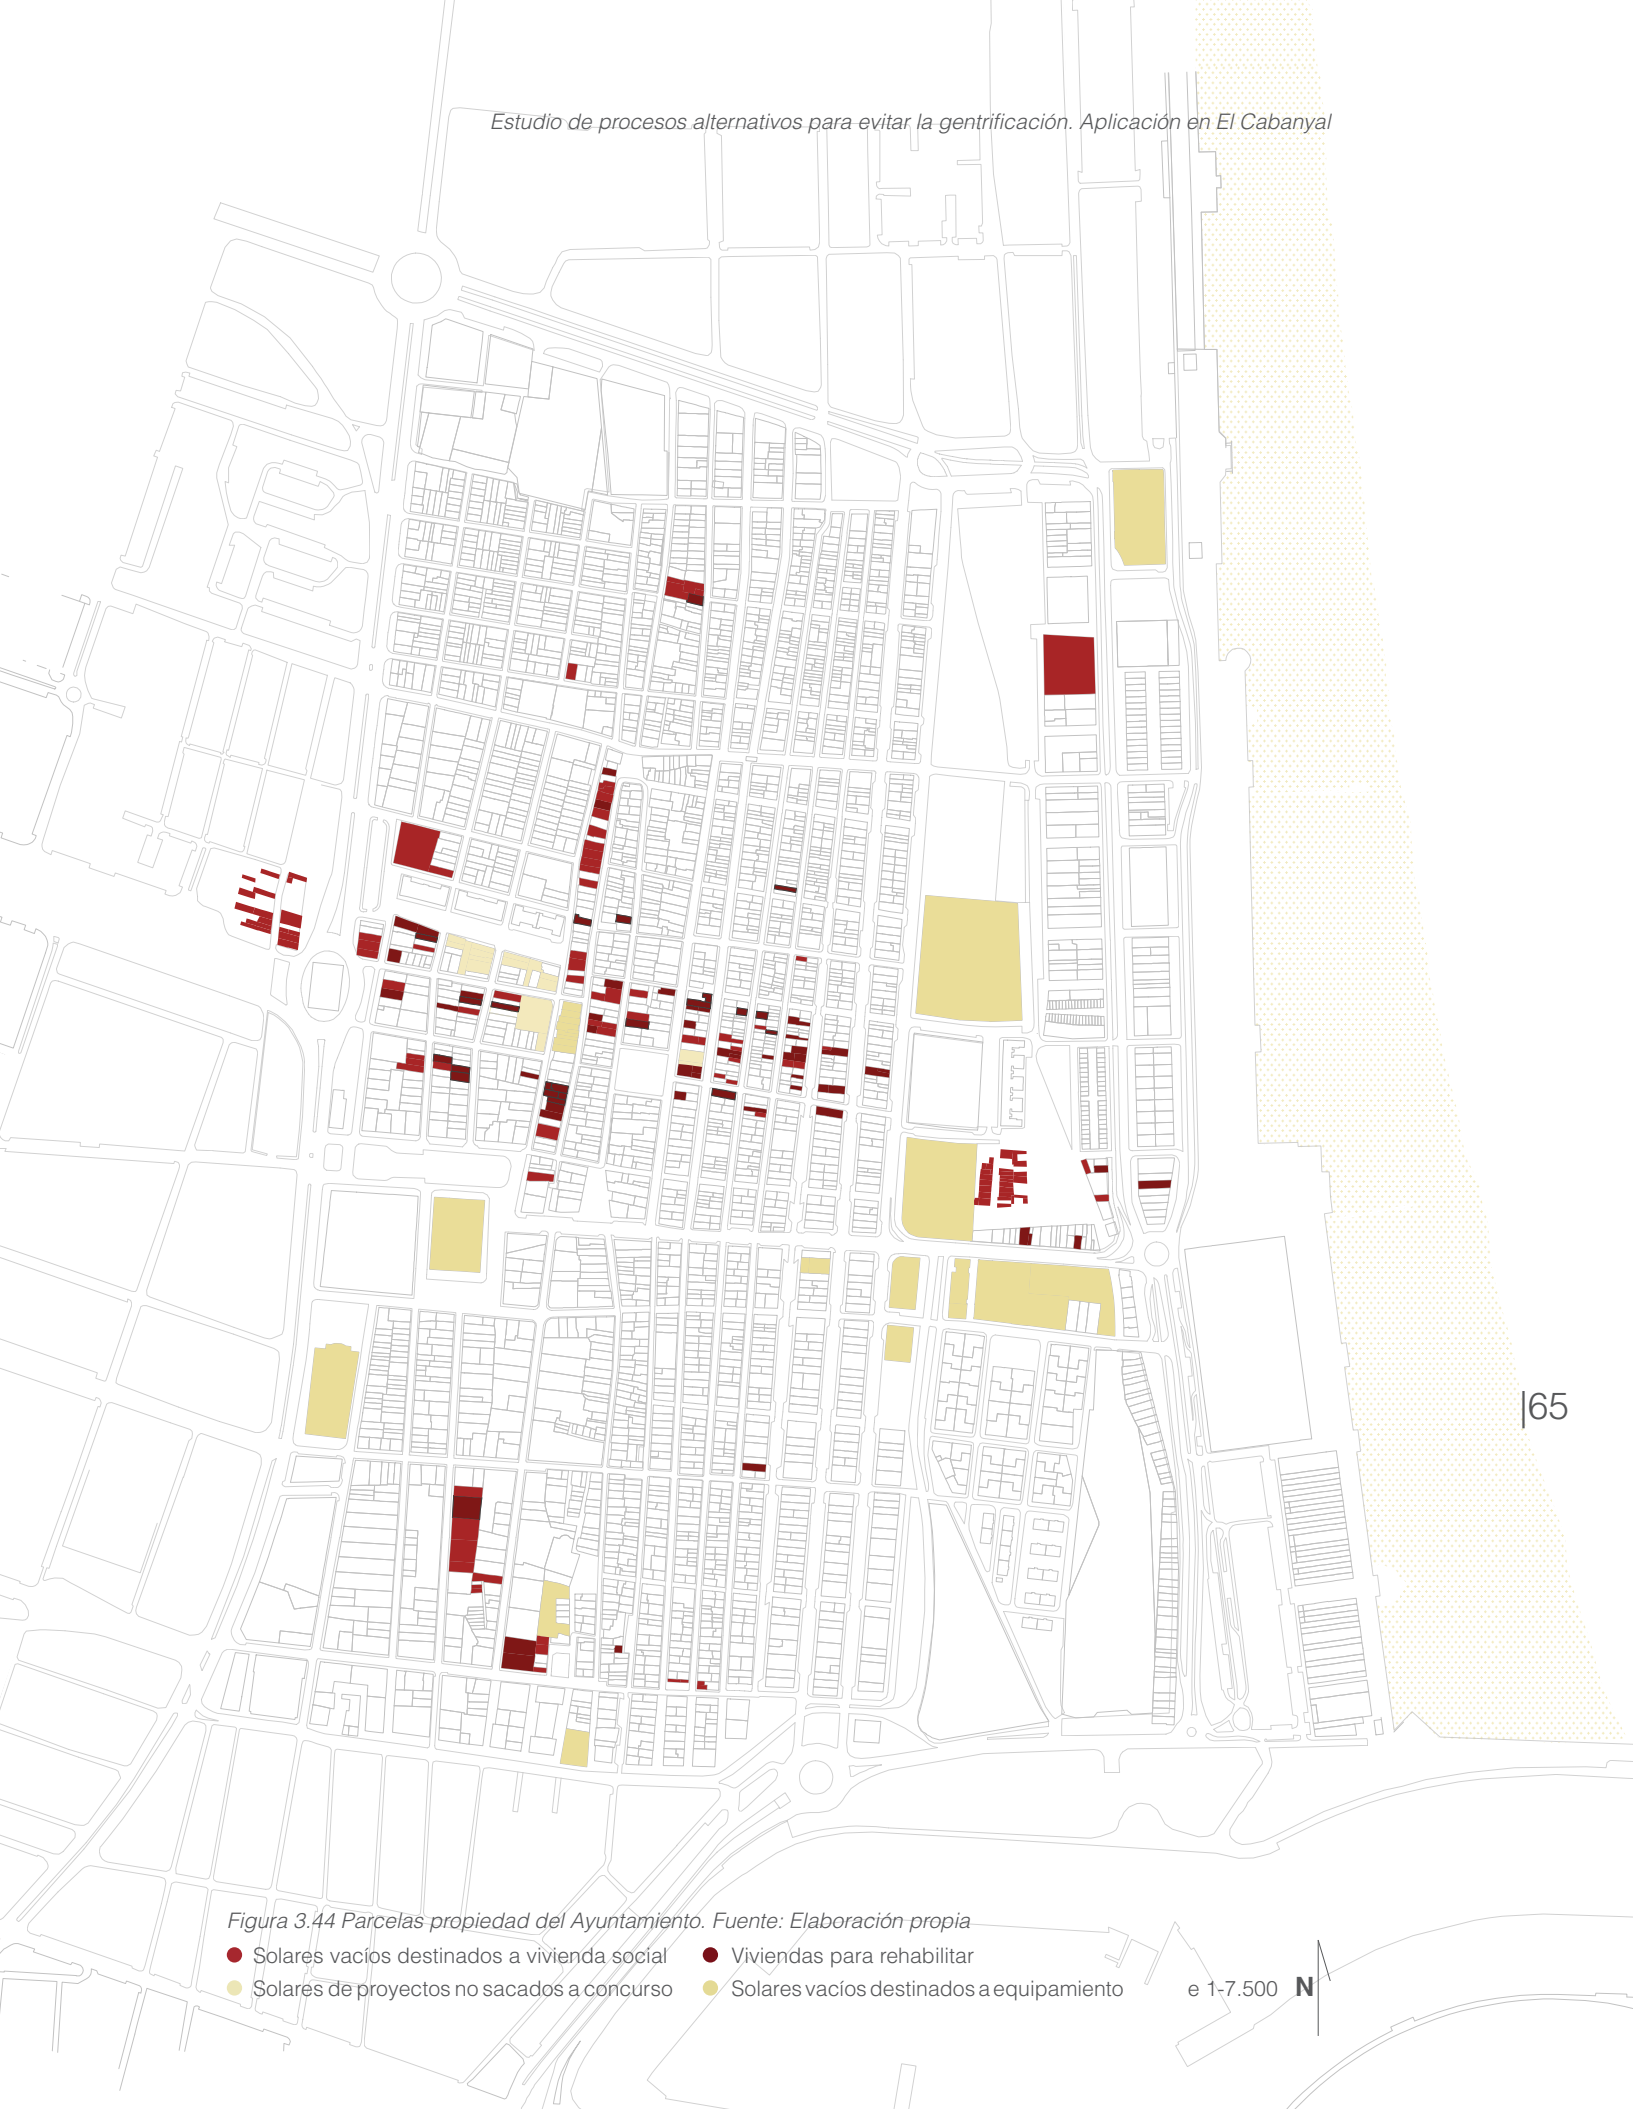 Estudio de procesos alternativos para evitar la gentrificación. Aplicación en El Cabanyal
|65
Figura 3.44 Parcelas propiedad del Ayuntamiento. Fuente: Elaboración propia
Solares vacíos destinados a vivienda social
Viviendas para rehabilitar
Solares de proyectos no sacados a concurso
Solares vacíos destinados a equipamiento
e 1-7.500 N